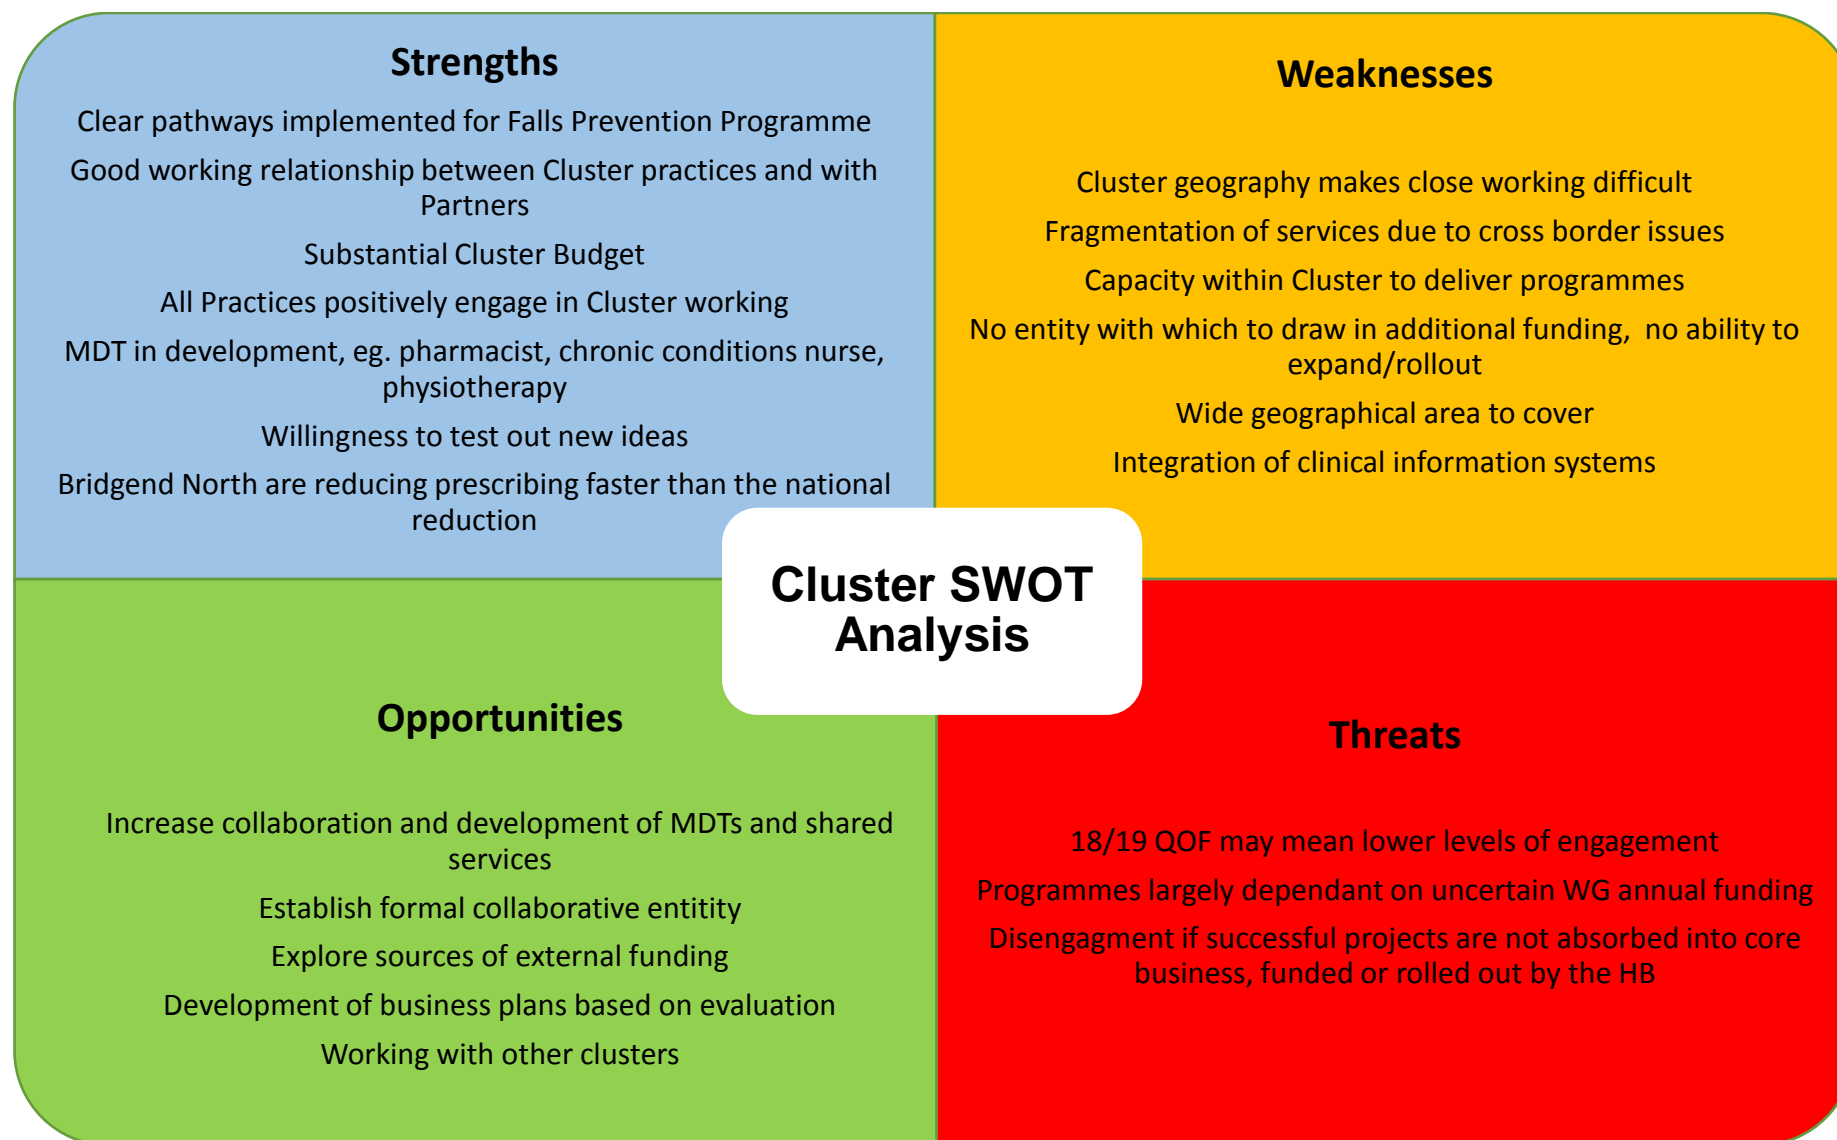 Strengths
Clear pathways implemented for Falls Prevention Programme
Good working relationship between Cluster practices and with
Partners
Substantial Cluster Budget
All Practices positively engage in Cluster working
MDT in development, eg. pharmacist, chronic conditions nurse,
physiotherapy
Willingness to test out new ideas
Bridgend North are reducing prescribing faster than the national
reduction
Weaknesses
Cluster geography makes close working difficult
Fragmentation of services due to cross border issues
Capacity within Cluster to deliver programmes
No entity with which to draw in additional funding,  no ability to
expand/rollout
Wide geographical area to cover
Integration of clinical information systems
Cluster SWOT
Analysis
Opportunities
Increase collaboration and development of MDTs and shared
services
Establish formal collaborative entitity
Explore sources of external funding
Development of business plans based on evaluation
Working with other clusters
Threats
18/19 QOF may mean lower levels of engagement
Programmes largely dependant on uncertain WG annual funding
Disengagment if successful projects are not absorbed into core
business, funded or rolled out by the HB